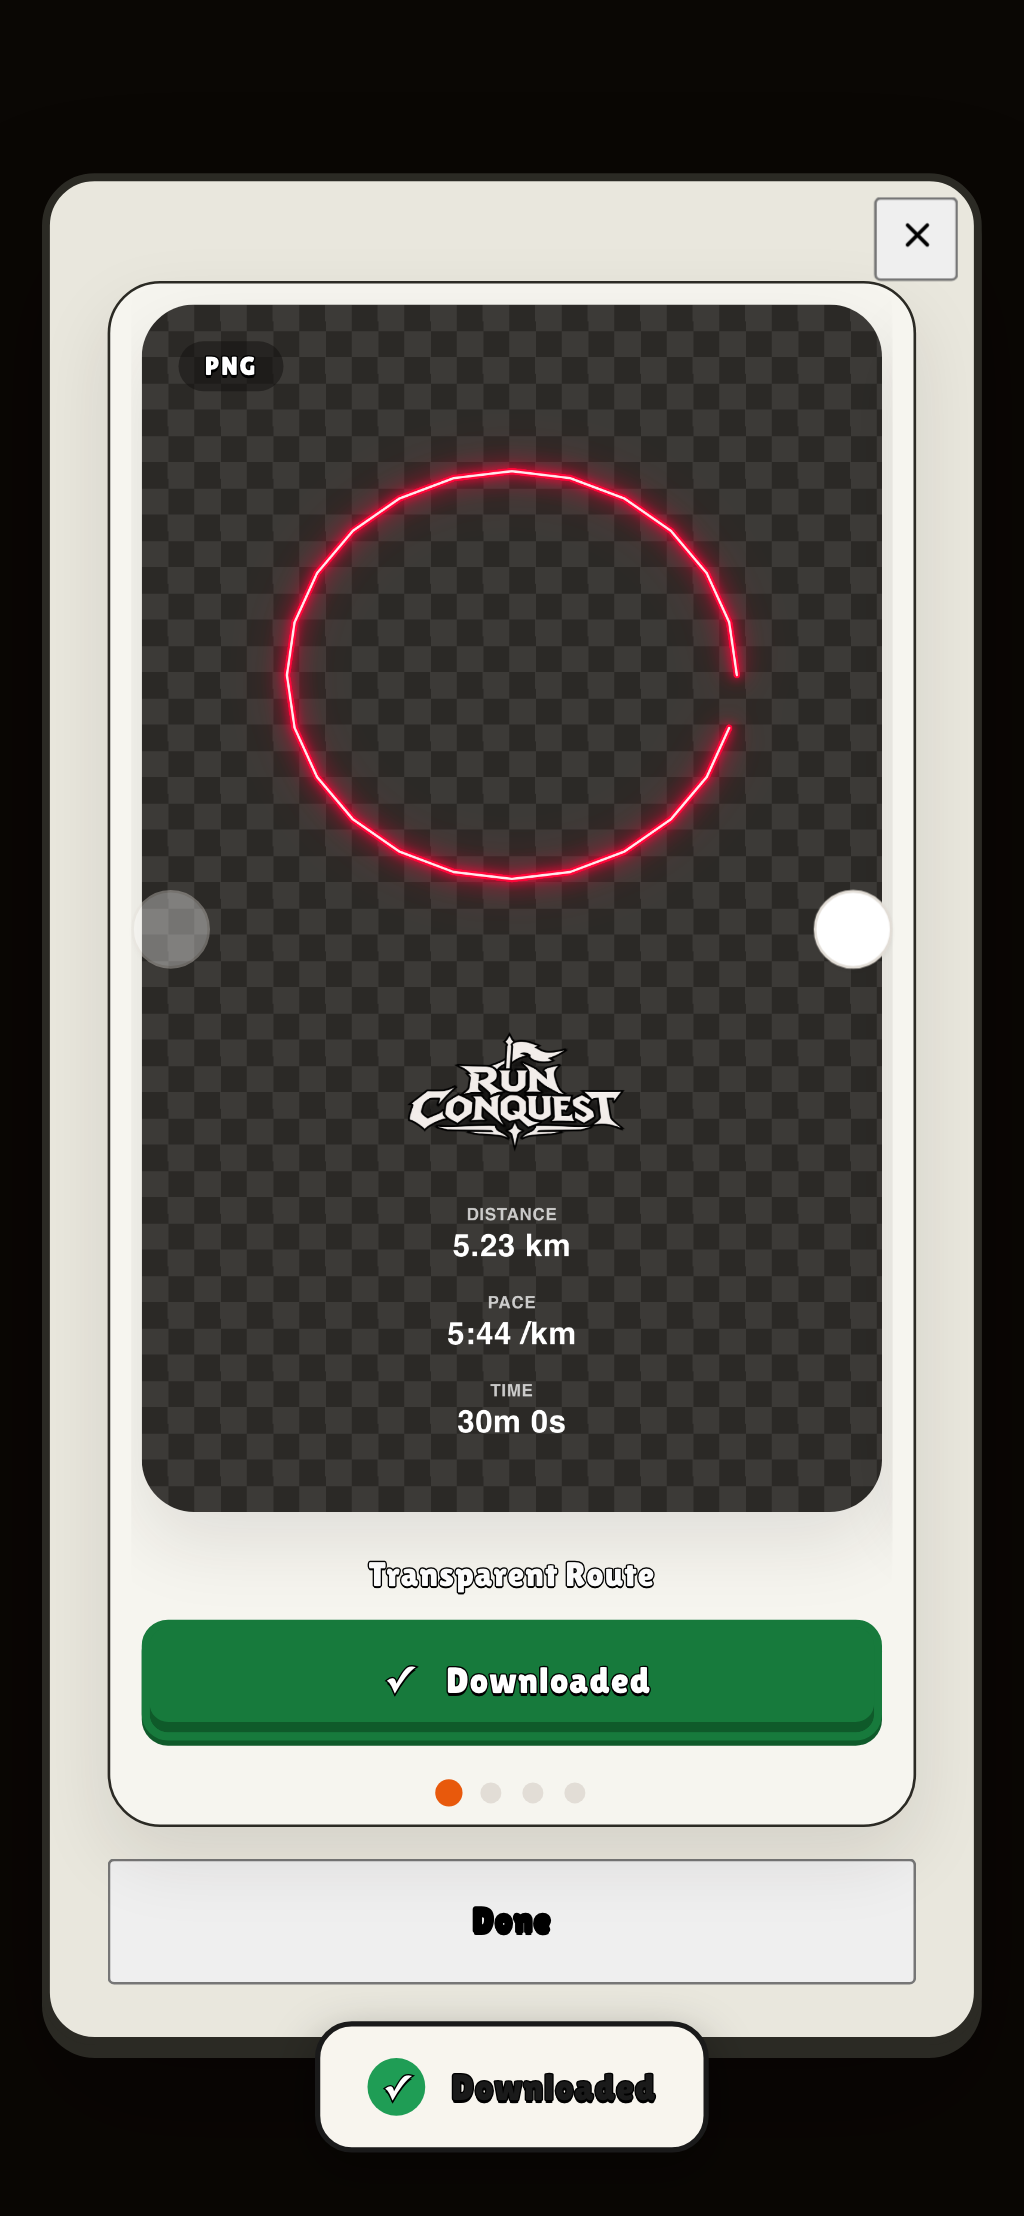 PNG
RUN
CONQUEST
DISTANCE
5.23 km
PACE
5:44 /km
TIME
30m 0s
Transparent Route
✓ Downloaded
Done
✓ Downloaded